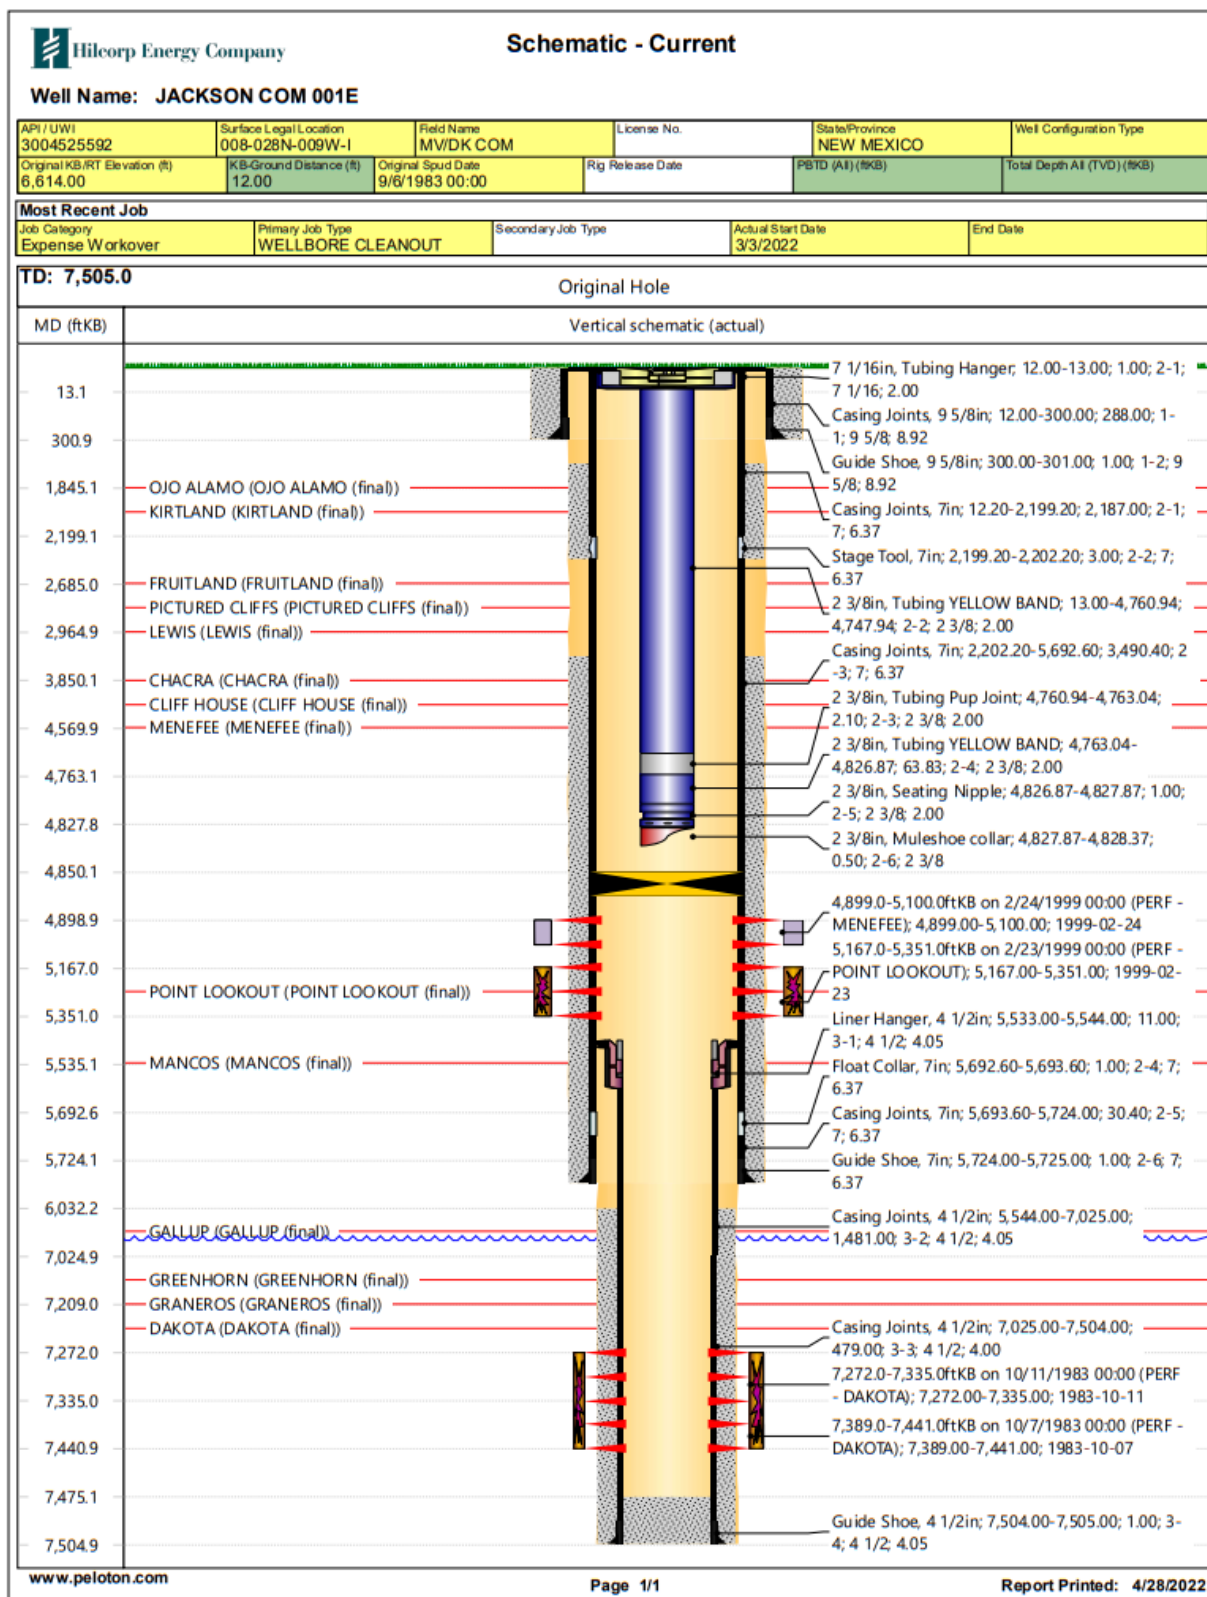 Hilcorp Energy Company
Schematic - Current
Well Name: JACKSON COM 001E
API / UWI
3004525592
Surface Legal Location
008-028N-009W-I
Field Name
MV/DK COM
License No.
State/Province
NEW MEXICO
Well Configuration Type
Original KB/RT Elevation (ft)
6,614.00
KB-Ground Distance (ft)
12.00
Original Spud Date
9/6/1983 00:00
Rig Release Date
PBTD (All) (ftKB)
Total Depth All (TVD) (ftKB)
Most Recent Job
Job Category
Expense Workover
Primary Job Type
WELLBORE CLEANOUT
Secondary Job Type
Actual Start Date
3/3/2022
End Date
TD: 7,505.0
Original Hole
MD (ftKB)
Vertical schematic (actual)
13.1
300.9
1,845.1
2,199.1
2,685.0
2,964.9
3,850.1
4,569.9
4,763.1
4,827.8
4,850.1
4,898.9
5,167.0
5,351.0
5,535.1
5,692.6
5,724.1
6,032.2
7,024.9
7,209.0
7,272.0
7,335.0
7,440.9
7,475.1
7,504.9
OJO ALAMO (OJO ALAMO (final))
KIRTLAND (KIRTLAND (final))
FRUITLAND (FRUITLAND (final))
PICTURED CLIFFS (PICTURED CLIFFS (final))
LEWIS (LEWIS (final))
CHACRA (CHACRA (final))
CLIFF HOUSE (CLIFF HOUSE (final))
MENEFEE (MENEFEE (final))
POINT LOOKOUT (POINT LOOKOUT (final))
MANCOS (MANCOS (final))
GALLUP (GALLUP (final))
GREENHORN (GREENHORN (final))
GRANEROS (GRANEROS (final))
DAKOTA (DAKOTA (final))
7 1/16in, Tubing Hanger; 12.00-13.00; 1.00; 2-1;
7 1/16; 2.00
Casing Joints, 9 5/8in; 12.00-300.00; 288.00; 1-
1; 9 5/8; 8.92
Guide Shoe, 9 5/8in; 300.00-301.00; 1.00; 1-2; 9
5/8; 8.92
Casing Joints, 7in; 12.20-2,199.20; 2,187.00; 2-1;
7; 6.37
Stage Tool, 7in; 2,199.20-2,202.20; 3.00; 2-2; 7;
6.37
2 3/8in, Tubing YELLOW BAND; 13.00-4,760.94;
4,747.94; 2-2; 2 3/8; 2.00
Casing Joints, 7in; 2,202.20-5,692.60; 3,490.40; 2
-3; 7; 6.37
2 3/8in, Tubing Pup Joint; 4,760.94-4,763.04;
2.10; 2-3; 2 3/8; 2.00
2 3/8in, Tubing YELLOW BAND; 4,763.04-
4,826.87; 63.83; 2-4; 2 3/8; 2.00
2 3/8in, Seating Nipple; 4,826.87-4,827.87; 1.00;
2-5; 2 3/8; 2.00
2 3/8in, Muleshoe collar; 4,827.87-4,828.37;
0.50; 2-6; 2 3/8
4,899.0-5,100.0ftKB on 2/24/1999 00:00 (PERF -
MENEFEE); 4,899.00-5,100.00; 1999-02-24
5,167.0-5,351.0ftKB on 2/23/1999 00:00 (PERF -
POINT LOOKOUT); 5,167.00-5,351.00; 1999-02-
23
Liner Hanger, 4 1/2in; 5,533.00-5,544.00; 11.00;
3-1; 4 1/2; 4.05
Float Collar, 7in; 5,692.60-5,693.60; 1.00; 2-4; 7;
6.37
Casing Joints, 7in; 5,693.60-5,724.00; 30.40; 2-5;
7; 6.37
Guide Shoe, 7in; 5,724.00-5,725.00; 1.00; 2-6; 7;
6.37
Casing Joints, 4 1/2in; 5,544.00-7,025.00;
1,481.00; 3-2; 4 1/2; 4.05
Casing Joints, 4 1/2in; 7,025.00-7,504.00;
479.00; 3-3; 4 1/2; 4.00
7,272.0-7,335.0ftKB on 10/11/1983 00:00 (PERF
- DAKOTA); 7,272.00-7,335.00; 1983-10-11
7,389.0-7,441.0ftKB on 10/7/1983 00:00 (PERF -
DAKOTA); 7,389.00-7,441.00; 1983-10-07
Guide Shoe, 4 1/2in; 7,504.00-7,505.00; 1.00; 3-
4; 4 1/2; 4.05
www.peloton.com
Page 1/1
Report Printed: 4/28/2022